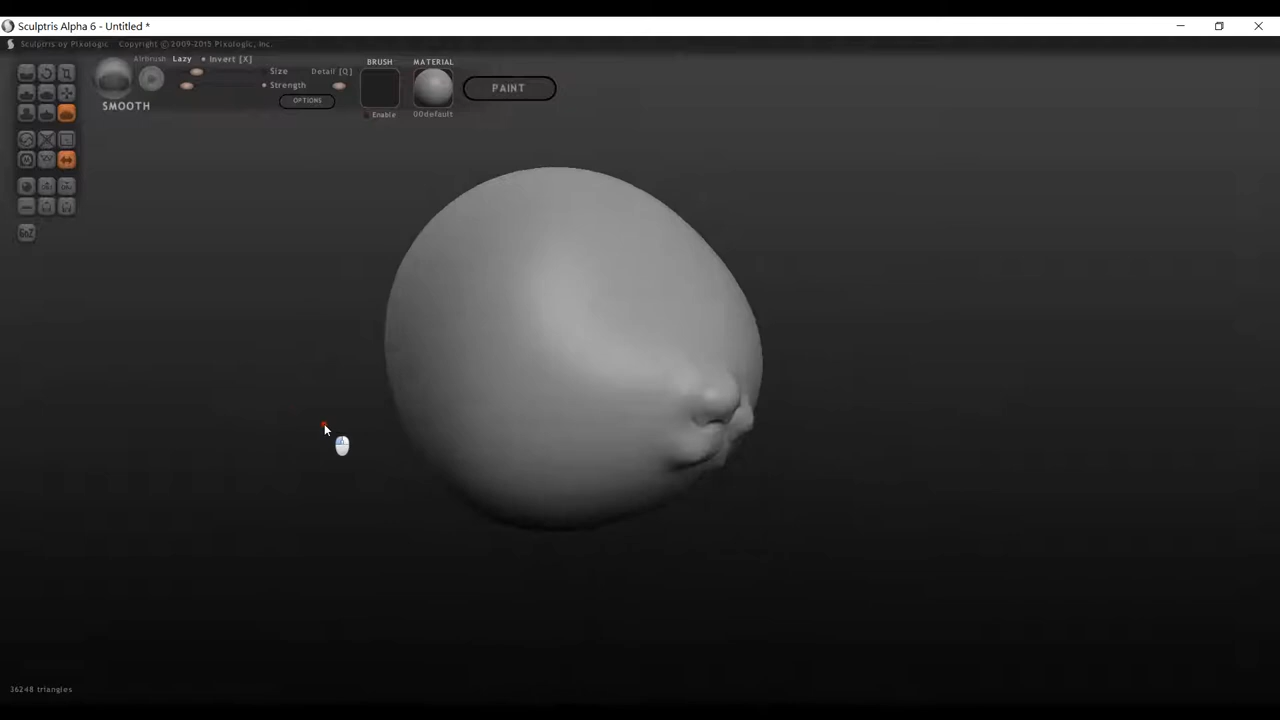 Sculptris Alpha 6 - Untitled *
Sculptris by Pixologic Copyright © 2009-2015 Pixologic, Inc.
Airbrush Lazy Invert [X]
Size Detail [Q]
Strength
OPTIONS
SMOOTH
BRUSH
Enable
MATERIAL
00default
PAINT
GoZ
36248 triangles